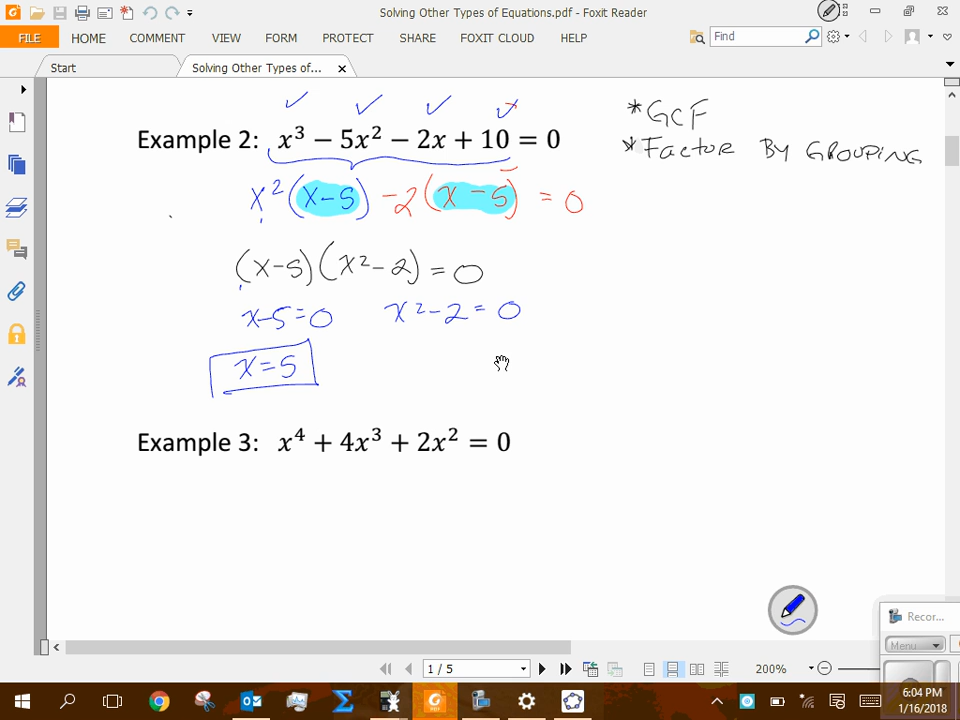 Solving Other Types of Equations.pdf - Foxit Reader
FILE HOME COMMENT VIEW FORM PROTECT SHARE FOXIT CLOUD HELP Find
Start Solving Other Types of...
Example 2: x³ − 5x² − 2x + 10 = 0
*GCF
*Factor By Grouping
x²(x-5) -2(x-5) = 0
(x-5)(x²-2) = 0
x-5=0 x²-2=0
x=5
Example 3: x⁴ + 4x³ + 2x² = 0
Recor...
Menu
1 / 5 200%
6:04 PM
1/16/2018